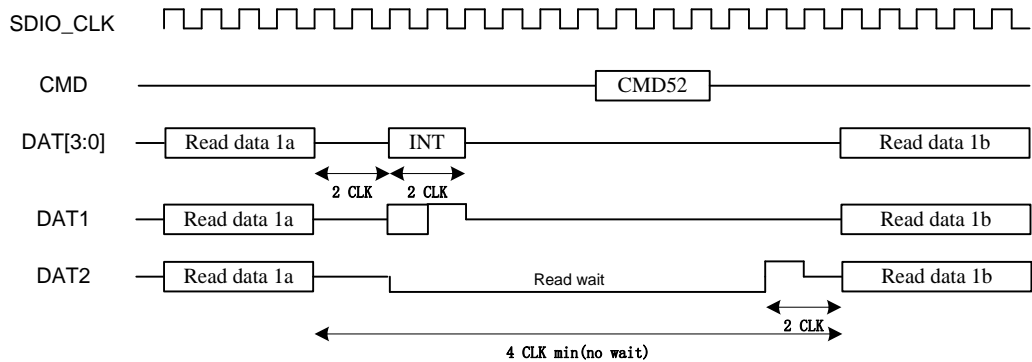 SDIO_CLK
CMD
CMD52
DAT[3:0]
Read data 1a
INT
Read data 1b
2 CLK
2 CLK
DAT1
Read data 1a
Read data 1b
DAT2
Read data 1a
Read wait
Read data 1b
2 CLK
4 CLK min(no wait)